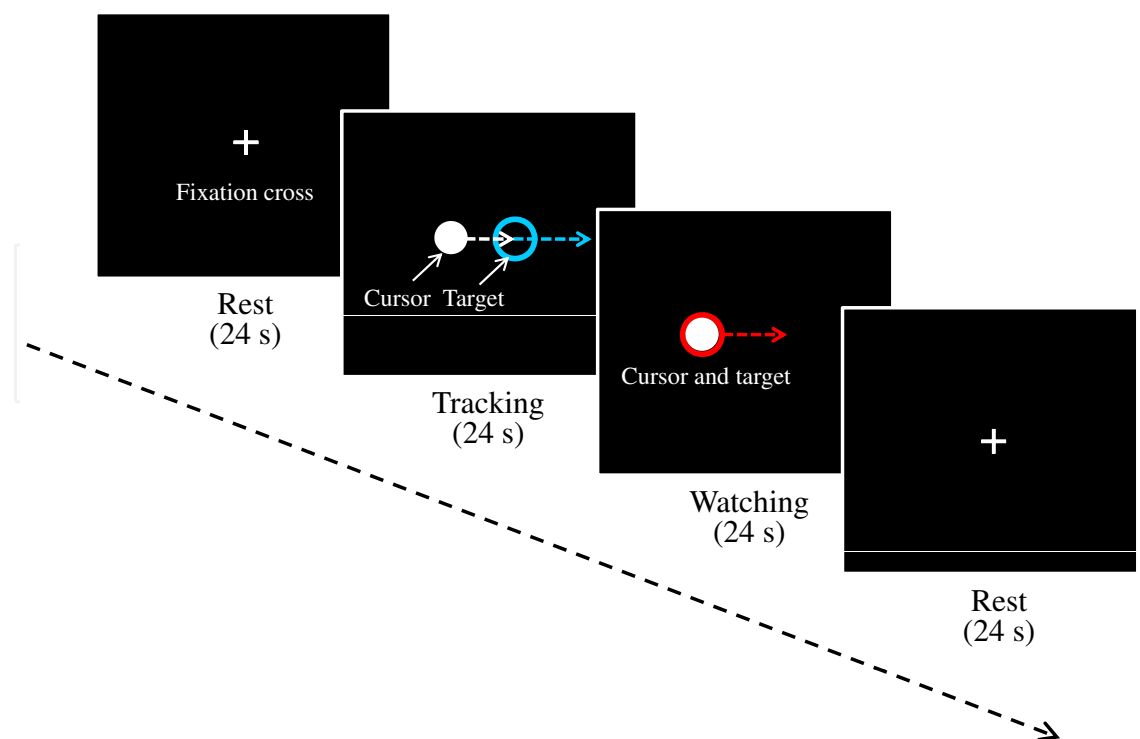 Fixation cross
Rest
(24 s)
Cursor Target
Tracking
(24 s)
Cursor and target
Watching
(24 s)
Rest
(24 s)